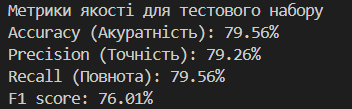 Метрики якості для тестового набору
Accuracy (Акуратність): 79.56%
Precision (Точність): 79.26%
Recall (Повнота): 79.56%
F1 score: 76.01%